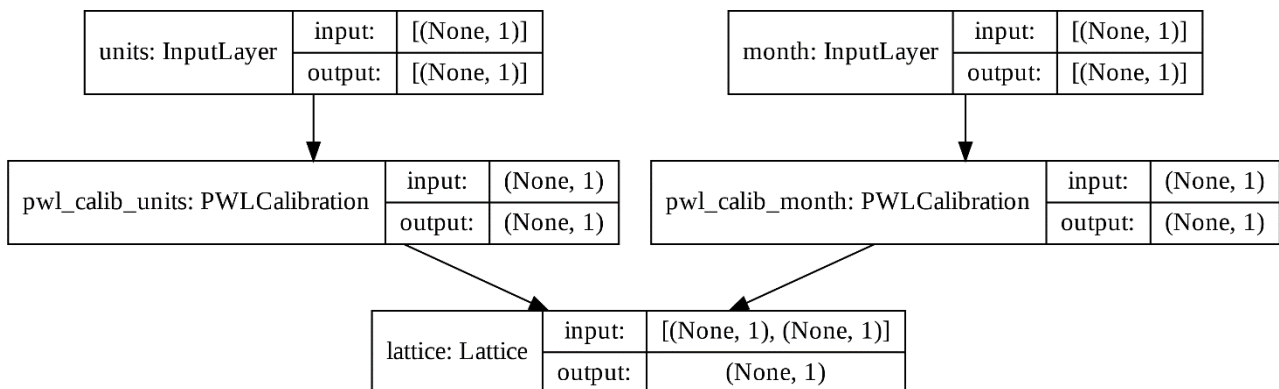 units: InputLayer
input:
[(None, 1)]
output:
[(None, 1)]
month: InputLayer
input:
[(None, 1)]
output:
[(None, 1)]
pwl_calib_units: PWLCalibration
input:
(None, 1)
output:
(None, 1)
pwl_calib_month: PWLCalibration
input:
(None, 1)
output:
(None, 1)
lattice: Lattice
input:
[(None, 1), (None, 1)]
output:
(None, 1)